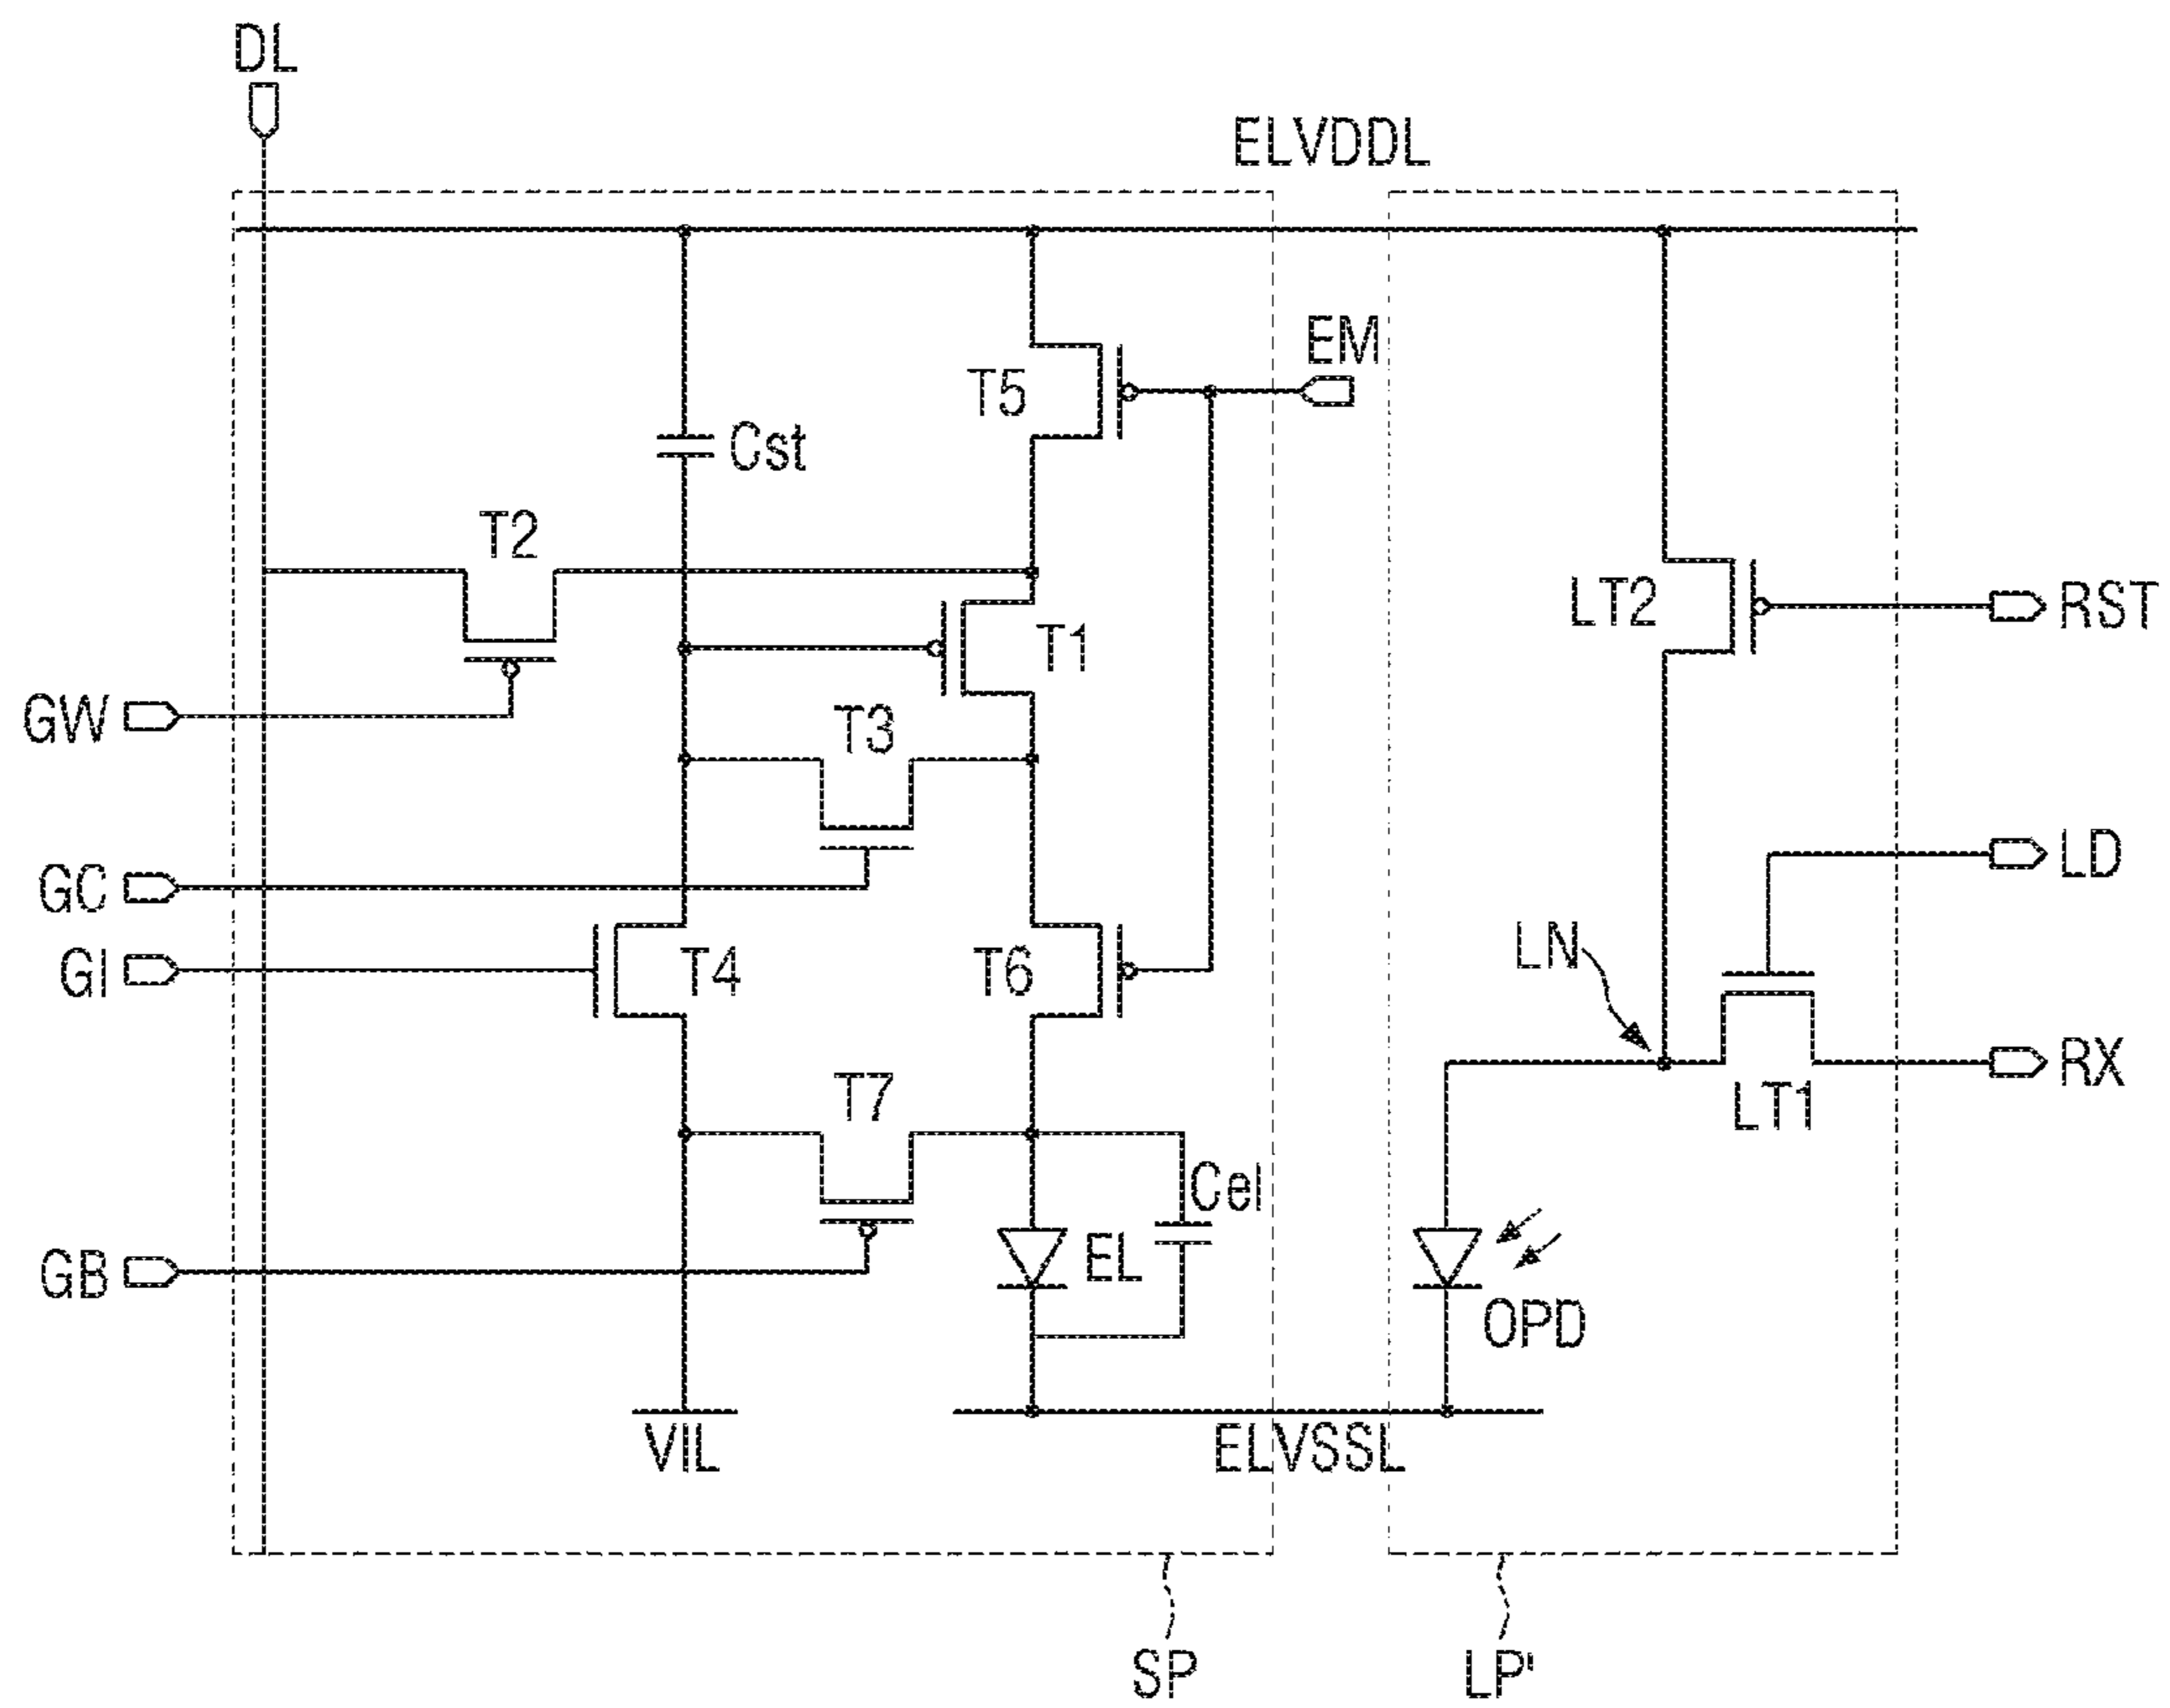 DL
ELVDDL
EM
T5
Cst
T2
LT2
RST
T1
GW
T3
GC
LD
LN
GI
T4
T6
RX
T7
LT1
Cel
EL
GB
OPD
VIL
ELVSSL
SP
LP'